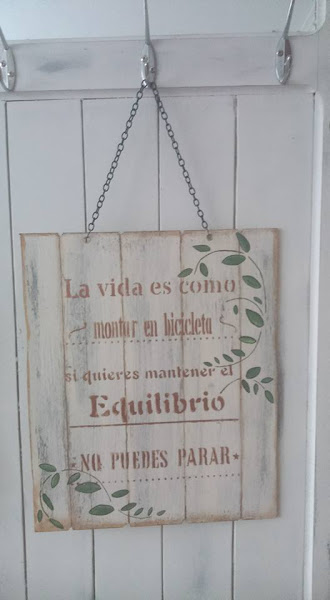 La vida es como
montar en bicicleta
si quieres mantener el
Equilibrio
NO PUEDES PARAR